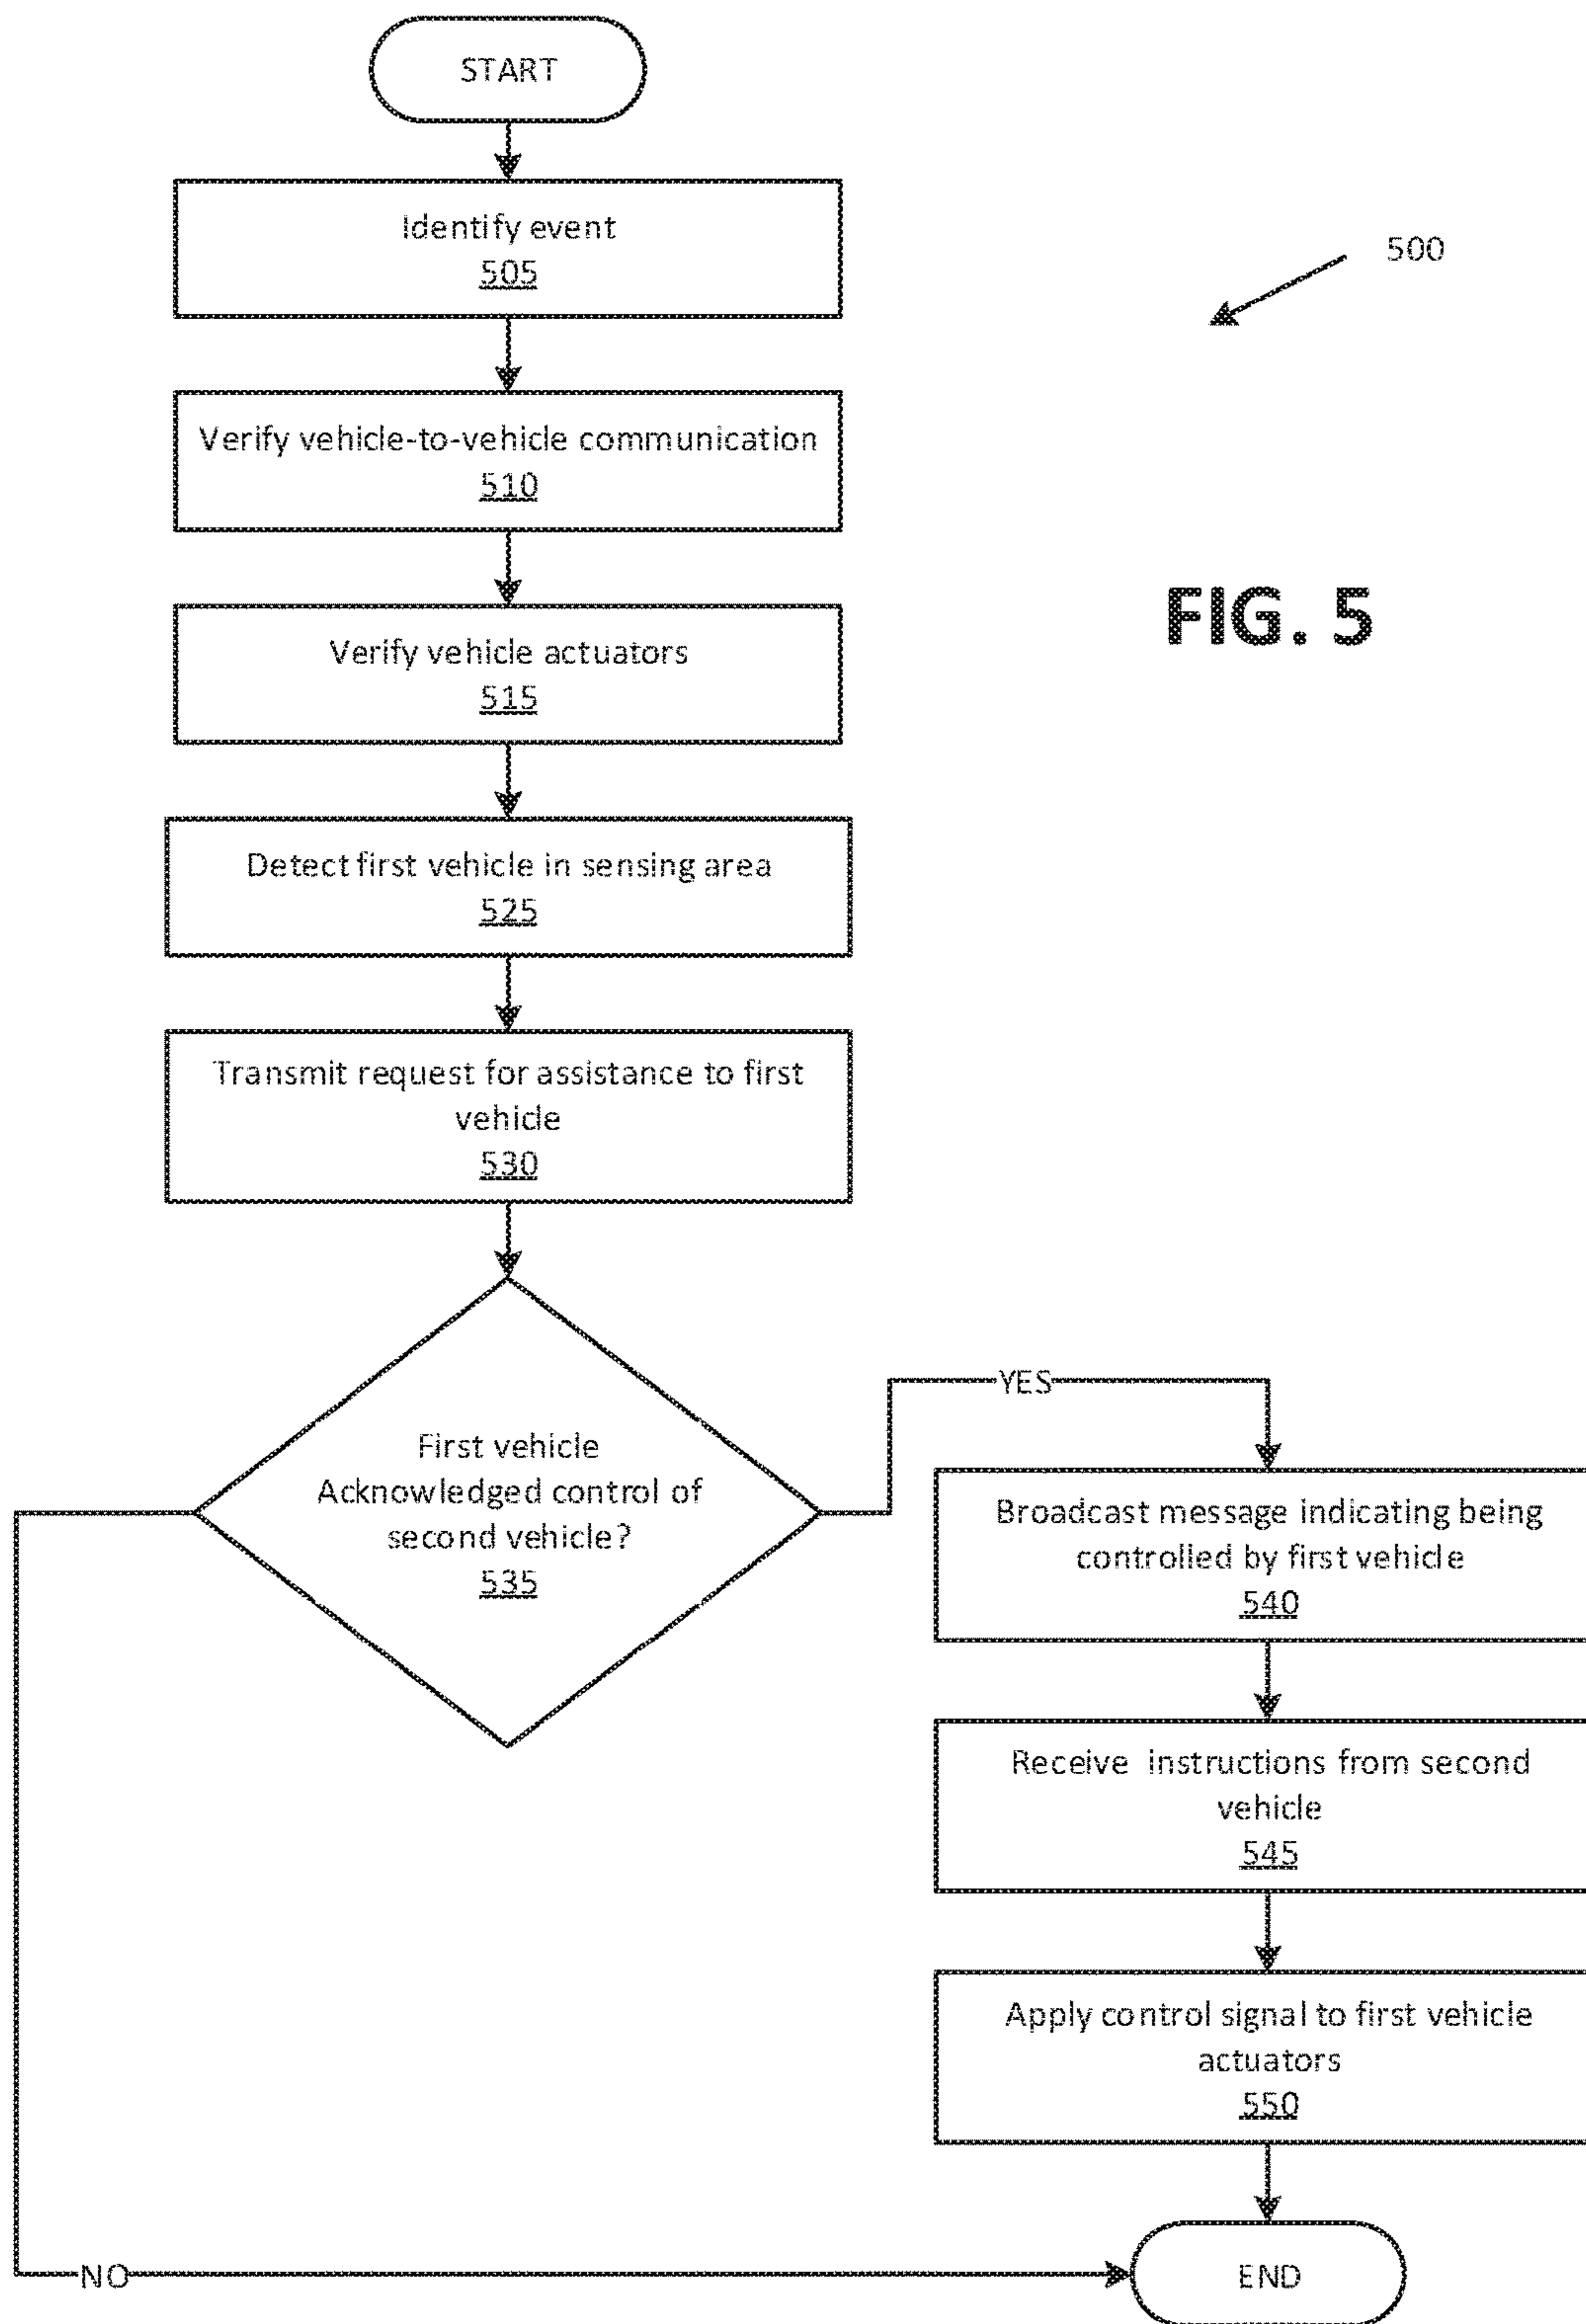 START
Identify event
505
500
Verify vehicle-to-vehicle communication
510
FIG. 5
Verify vehicle actuators
515
Detect first vehicle in sensing area
525
Transmit request for assistance to first
vehicle
530
First vehicle
Acknowledged control of
second vehicle?
535
YES
Broadcast message indicating being
controlled by first vehicle
540
Receive instructions from second
vehicle
545
Apply control signal to first vehicle
actuators
550
NO
END